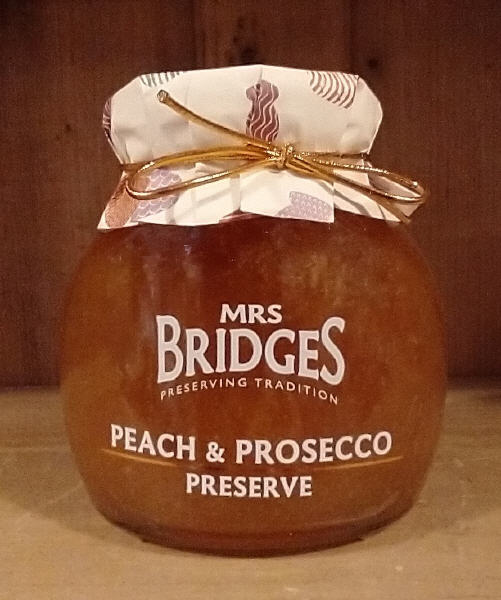 MRS
BRIDGES
PRESERVING TRADITION
PEACH & PROSECCO
PRESERVE